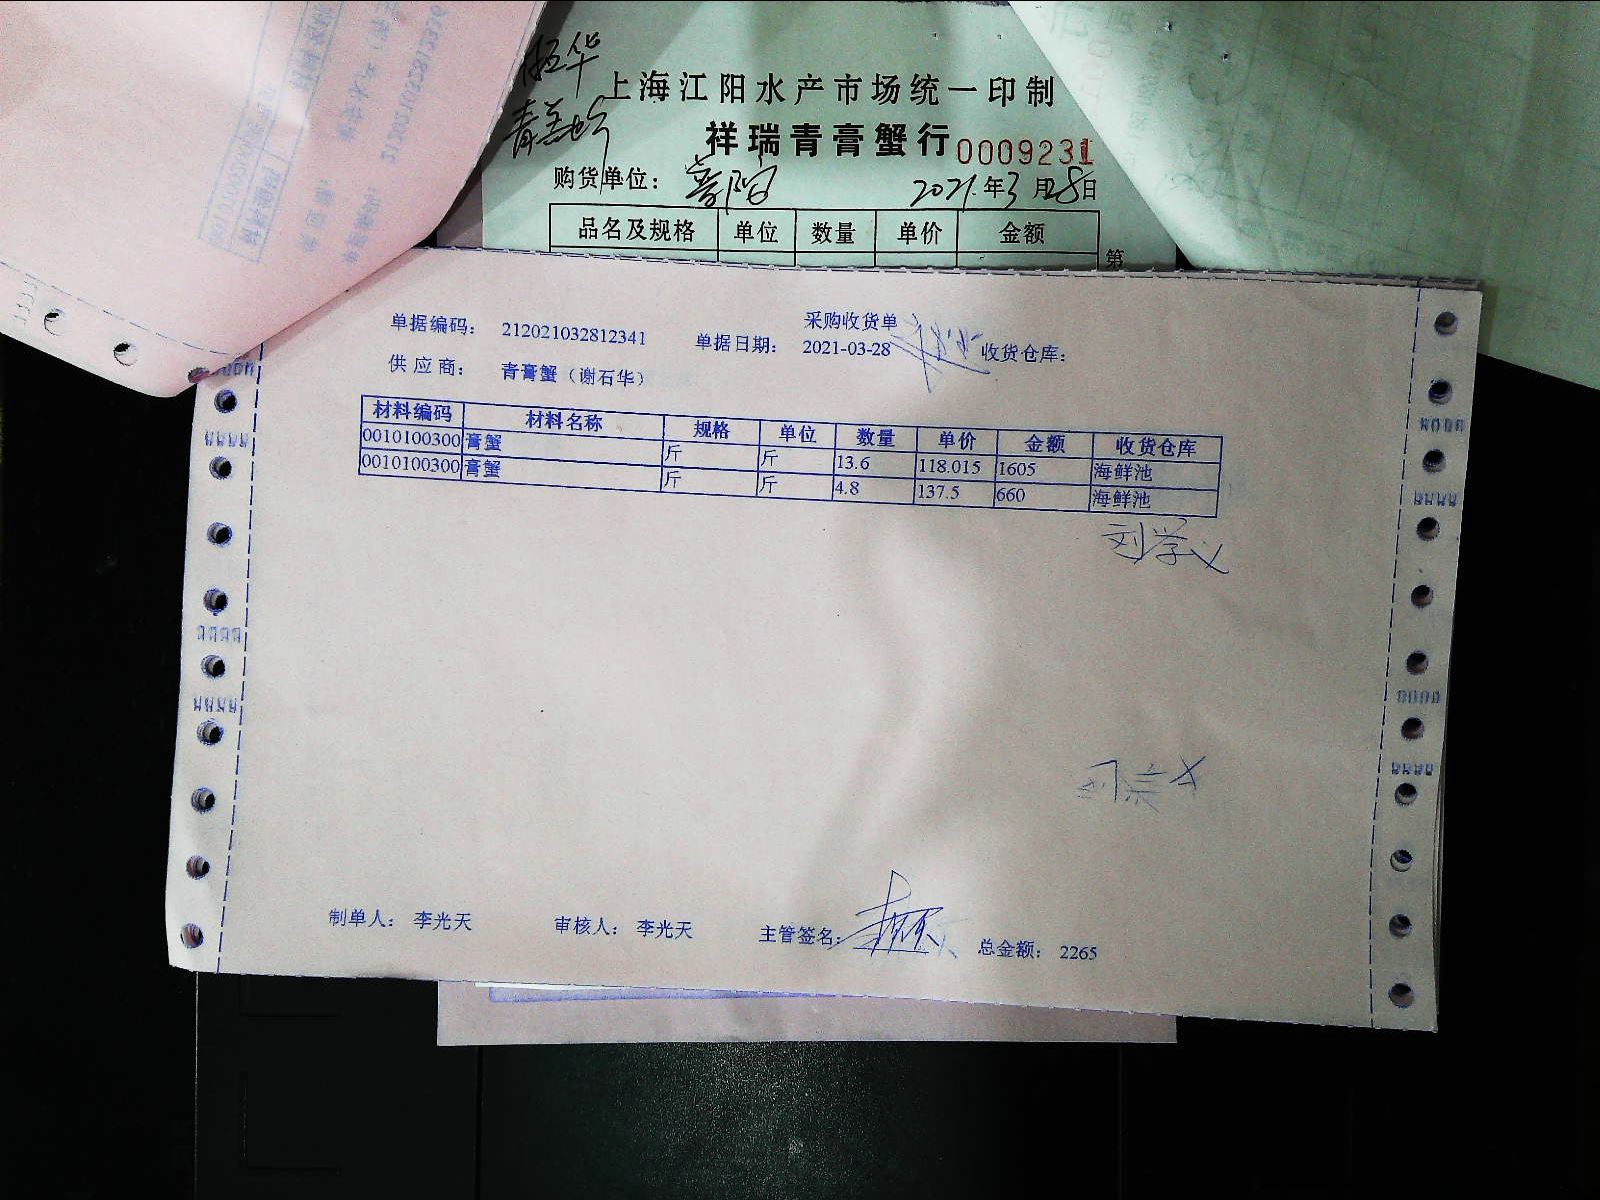 上海江阳水产市场统一印制
祥瑞青膏蟹行 0009231
购货单位： 2021年3月28日
品名及规格 单位 数量 单价 金额
第
采购收货单
单据编码： 212021032812341 单据日期： 2021-03-28 收货仓库：
供应商： 青膏蟹（谢石华）
材料编码 材料名称 规格 单位 数量 单价 金额 收货仓库
0010100300 膏蟹 斤 斤 13.6 118.015 1605 海鲜池
0010100300 膏蟹 斤 斤 4.8 137.5 660 海鲜池
刘学义
制单人： 李光天 审核人： 李光天 主管签名： 总金额： 2265